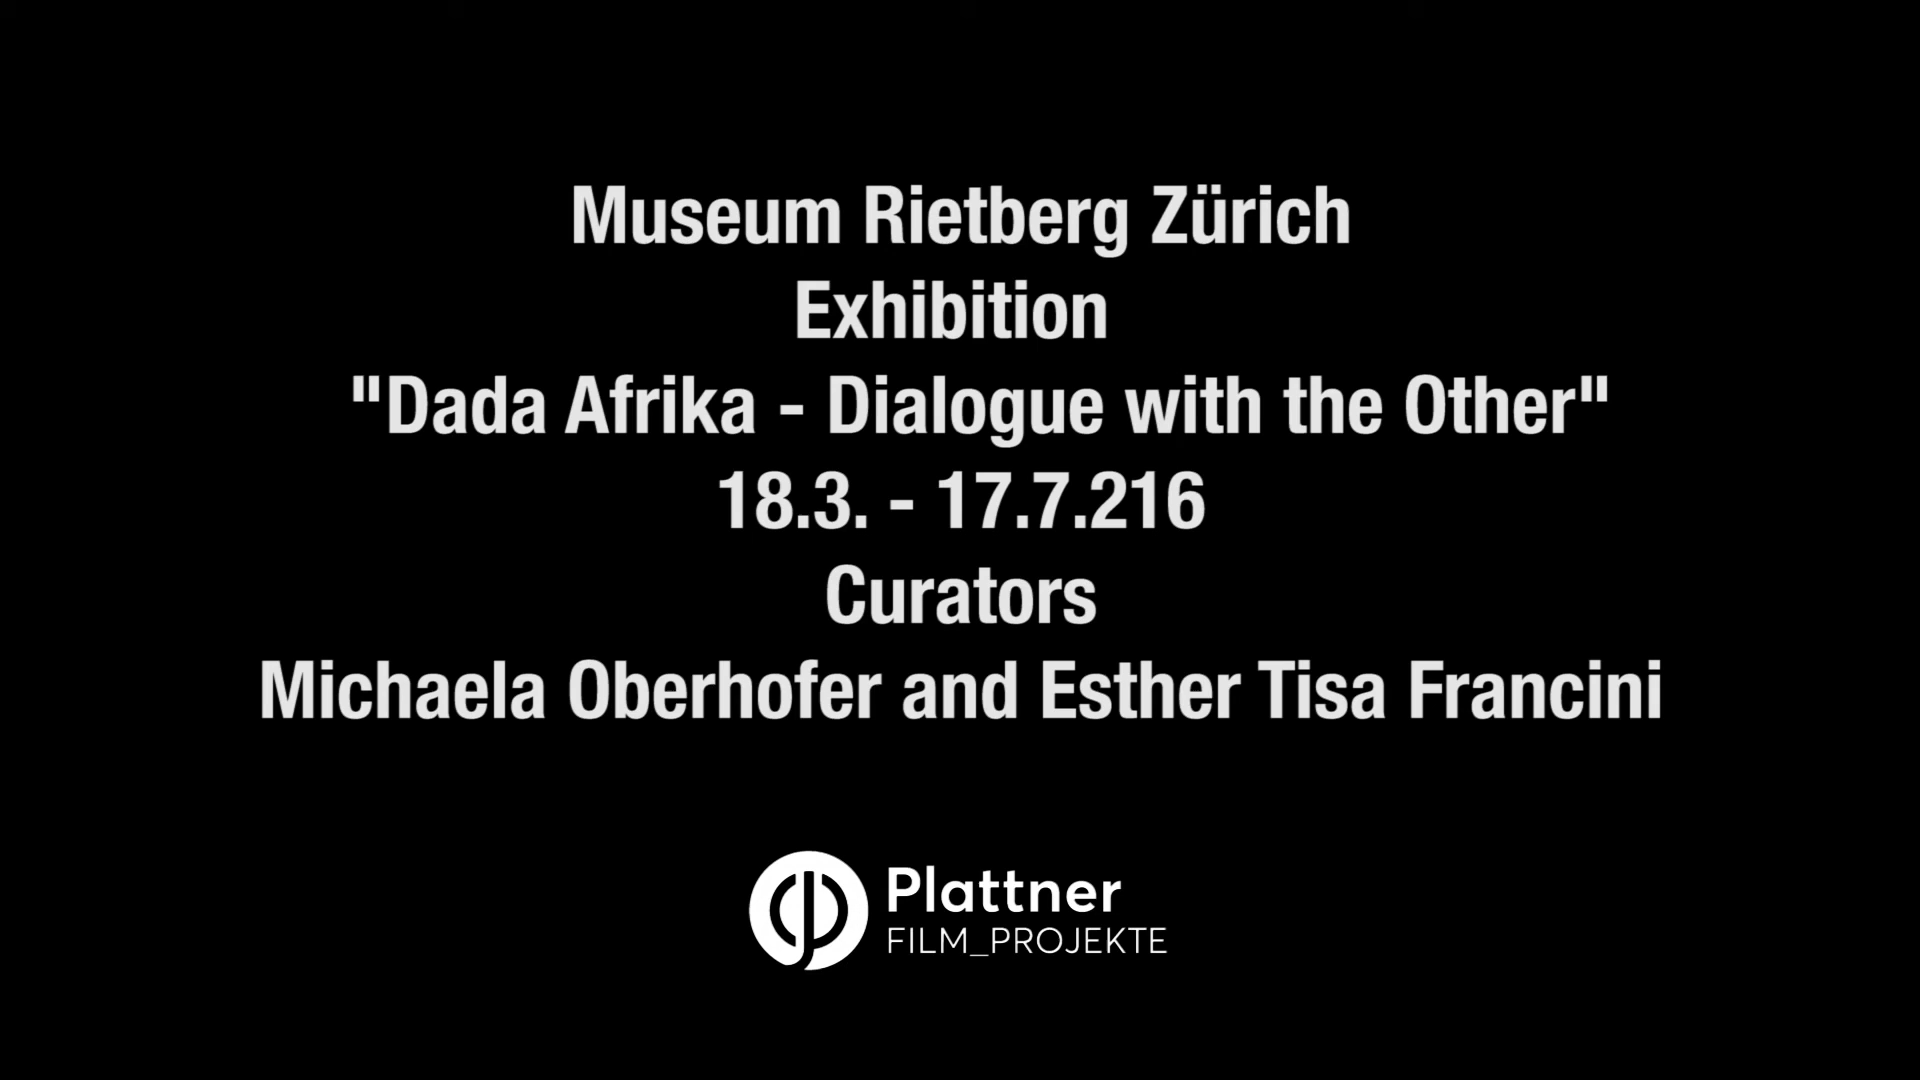 Museum Rietberg Zürich
Exhibition
"Dada Afrika - Dialogue with the Other"
18.3. - 17.7.216
Curators
Michaela Oberhofer and Esther Tisa Francini
Plattner
FILM_PROJEKTE